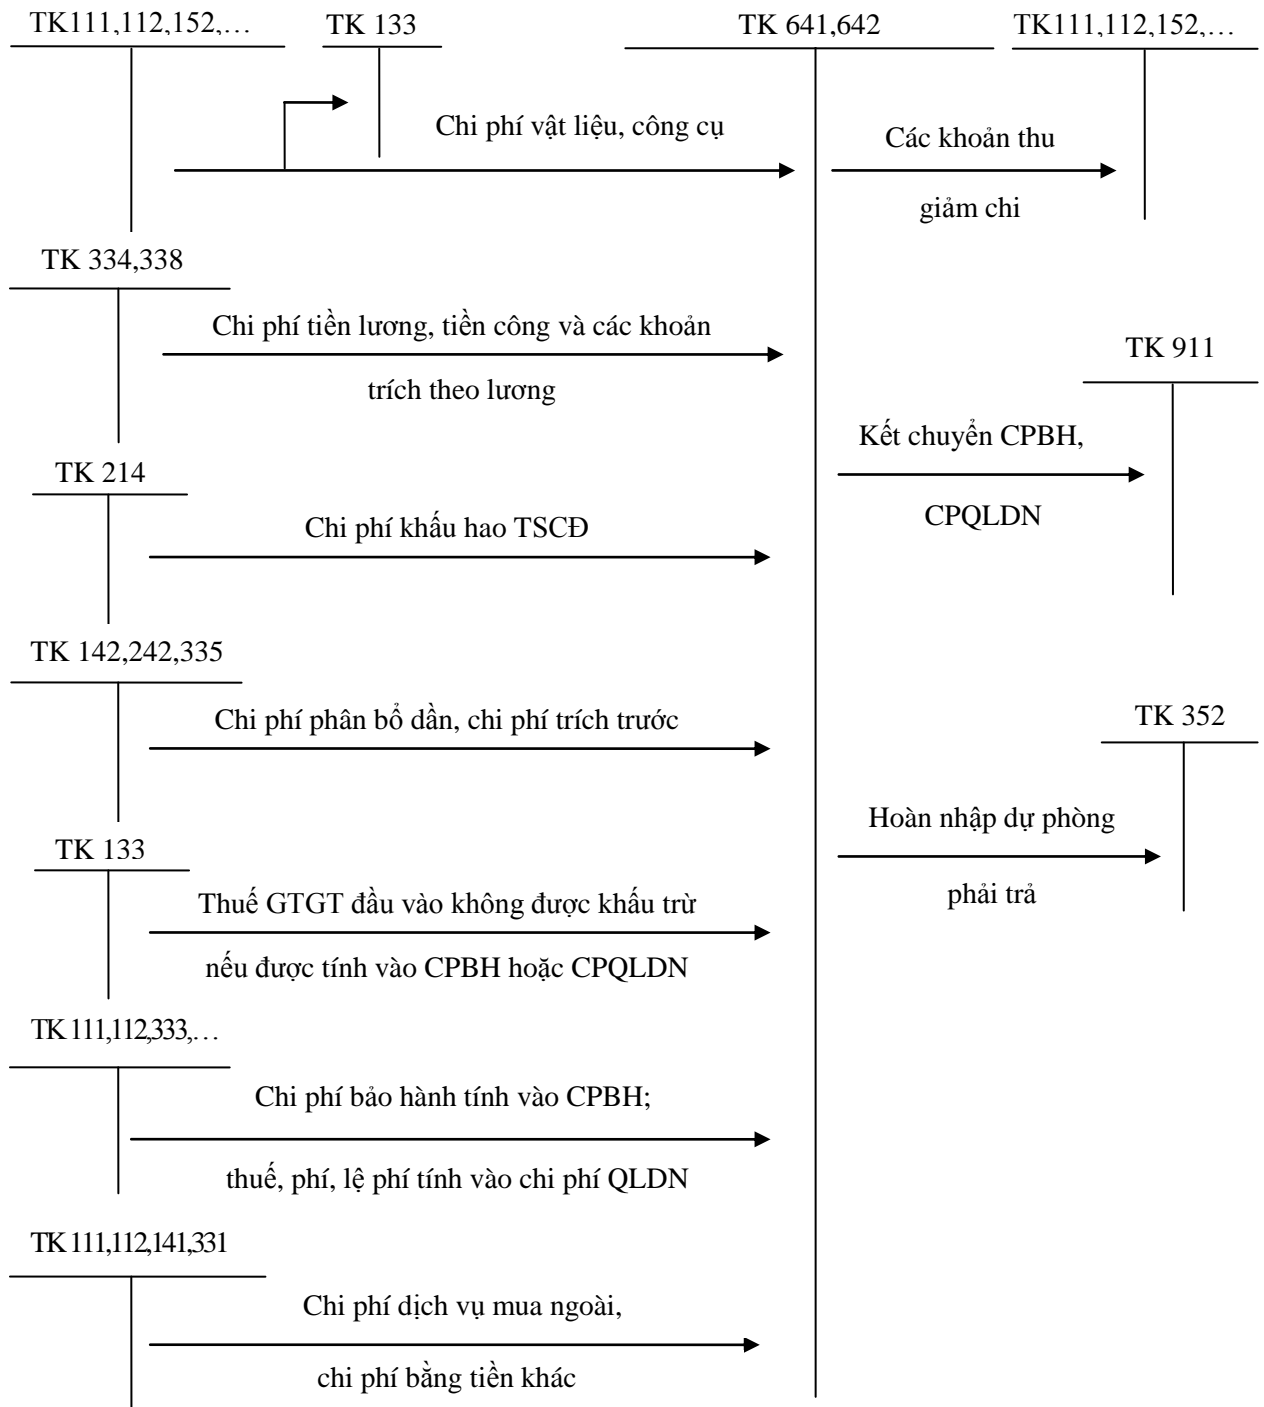 TK111,112,152,…
TK 133
TK 641,642
TK111,112,152,…
Chi phí vật liệu, công cụ
Các khoản thu
giảm chi
TK 334,338
Chi phí tiền lương, tiền công và các khoản
trích theo lương
TK 911
Kết chuyển CPBH,
CPQLDN
TK 214
Chi phí khấu hao TSCĐ
TK 142,242,335
Chi phí phân bổ dần, chi phí trích trước
TK 352
Hoàn nhập dự phòng
phải trả
TK 133
Thuế GTGT đầu vào không được khấu trừ
nếu được tính vào CPBH hoặc CPQLDN
TK 111,112,333,…
Chi phí bảo hành tính vào CPBH;
thuế, phí, lệ phí tính vào chi phí QLDN
TK 111,112,141,331
Chi phí dịch vụ mua ngoài,
chi phí bằng tiền khác